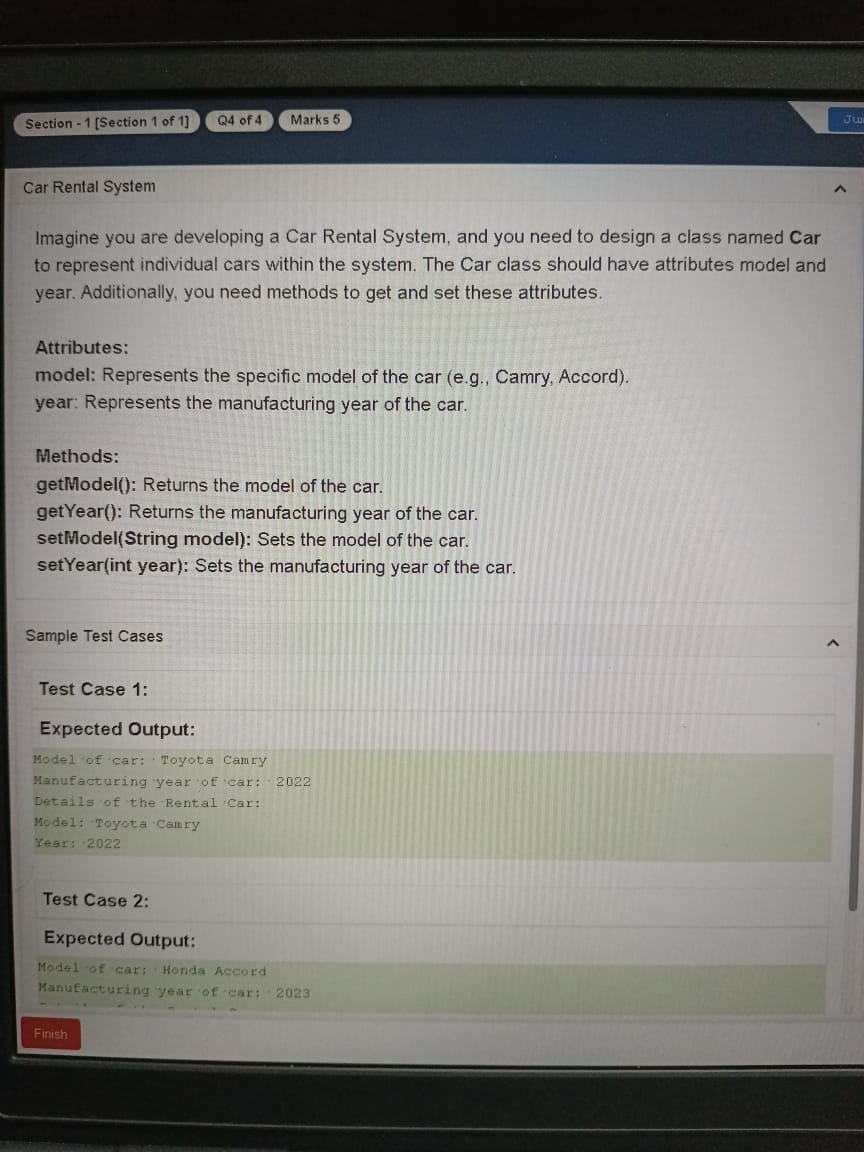 Section - 1 [Section 1 of 1] Q4 of 4 Marks 5
Car Rental System
Imagine you are developing a Car Rental System, and you need to design a class named Car
to represent individual cars within the system. The Car class should have attributes model and
year. Additionally, you need methods to get and set these attributes.
Attributes:
model: Represents the specific model of the car (e.g., Camry, Accord).
year: Represents the manufacturing year of the car.
Methods:
getModel(): Returns the model of the car.
getYear(): Returns the manufacturing year of the car.
setModel(String model): Sets the model of the car.
setYear(int year): Sets the manufacturing year of the car.
Sample Test Cases
Test Case 1:
Expected Output:
Model·of·car:··Toyota·Camry
Manufacturing·year·of·car:··2022
Details·of·the·Rental·Car:
Model:·Toyota·Camry
Year:·2022
Test Case 2:
Expected Output:
Model·of·car:··Honda·Accord
Manufacturing·year·of·car:··2023
Finish